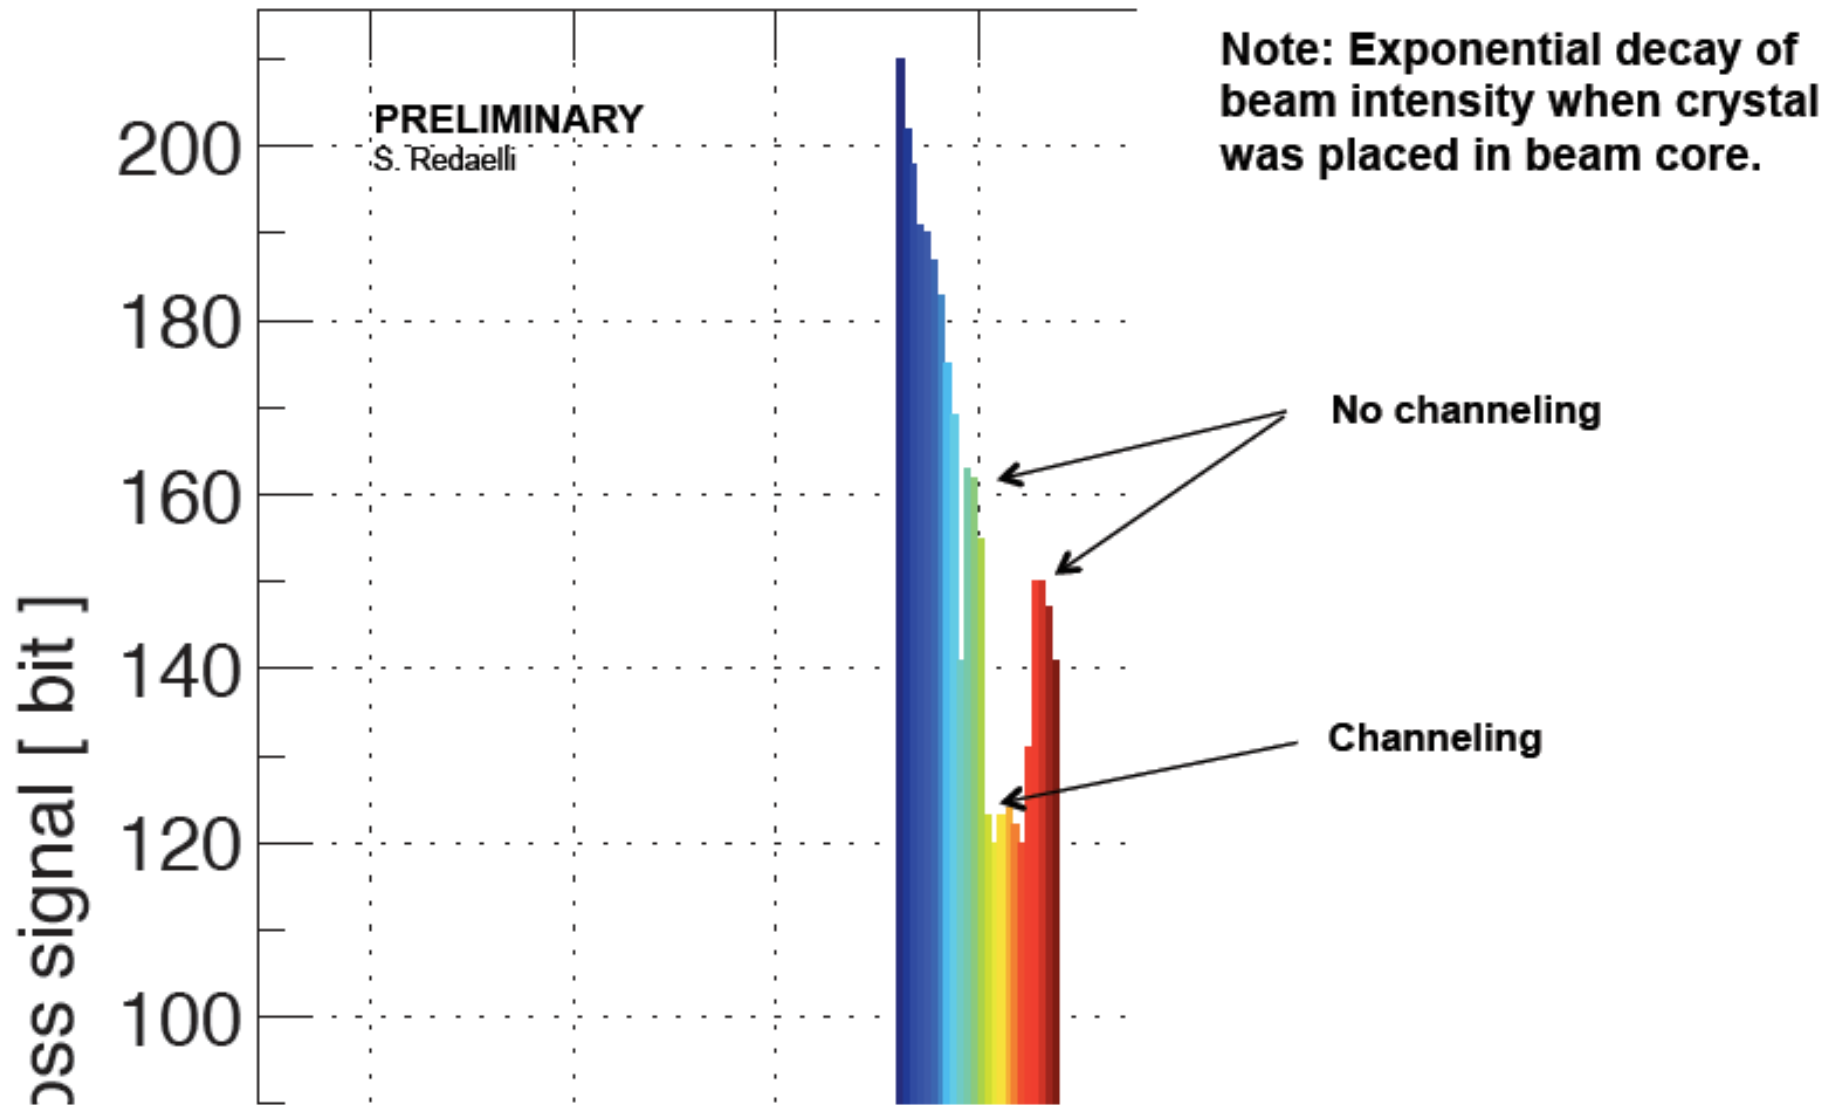 Note: Exponential decay of
beam intensity when crystal
was placed in beam core.
PRELIMINARY
S. Redaelli
200
180
160
140
120
100
oss signal [ bit ]
No channeling
Channeling